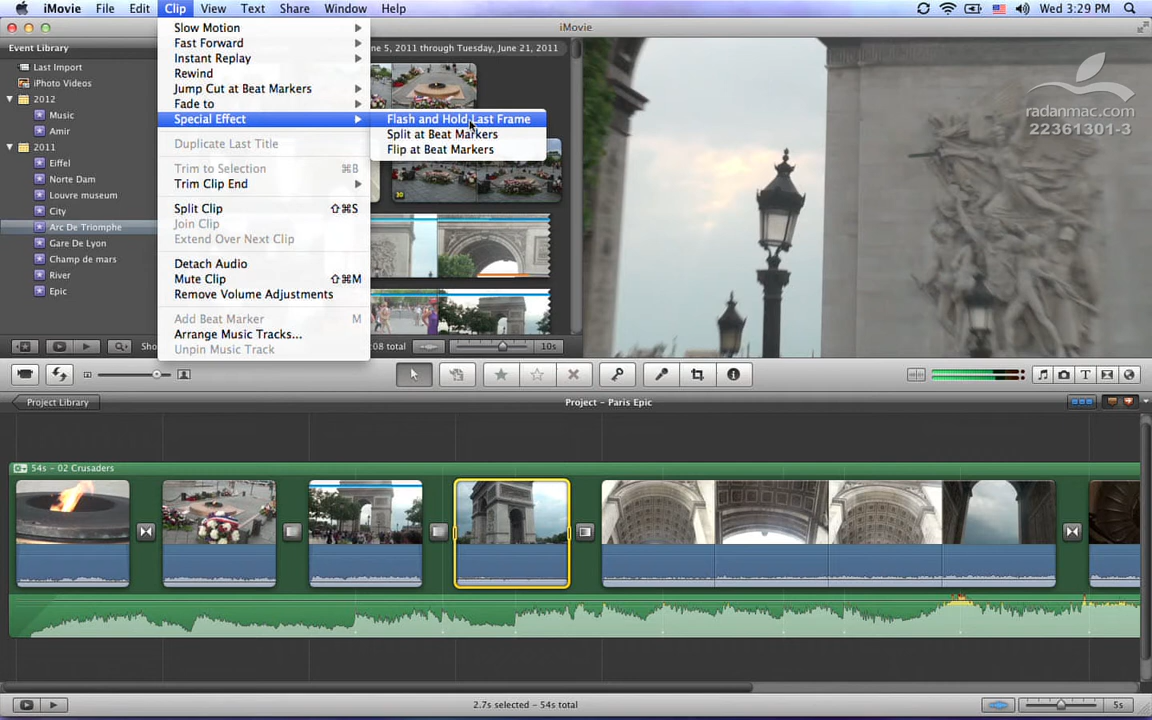 iMovie File Edit Clip View Text Share Window Help Wed 3:29 PM
iMovie
Event Library
ne 5, 2011 through Tuesday, June 21, 2011
Last Import
iPhoto Videos
2012
Music
Amir
2011
Eiffel
Norte Dam
Louvre museum
City
Arc De Triomphe
Gare De Lyon
Champ de mars
River
Epic
Slow Motion
Fast Forward
Instant Replay
Rewind
Jump Cut at Beat Markers
Fade to
Special Effect
Duplicate Last Title
Trim to Selection ⌘B
Trim Clip End
Split Clip ⇧⌘S
Join Clip
Extend Over Next Clip
Detach Audio
Mute Clip ⇧⌘M
Remove Volume Adjustments
Add Beat Marker M
Arrange Music Tracks...
Unpin Music Track
Flash and Hold Last Frame
Split at Beat Markers
Flip at Beat Markers
radanmac.com
22361301-3
Sho
08 total
10s
Project Library
Project – Paris Epic
54s – 02 Crusaders
2.7s selected – 54s total
5s